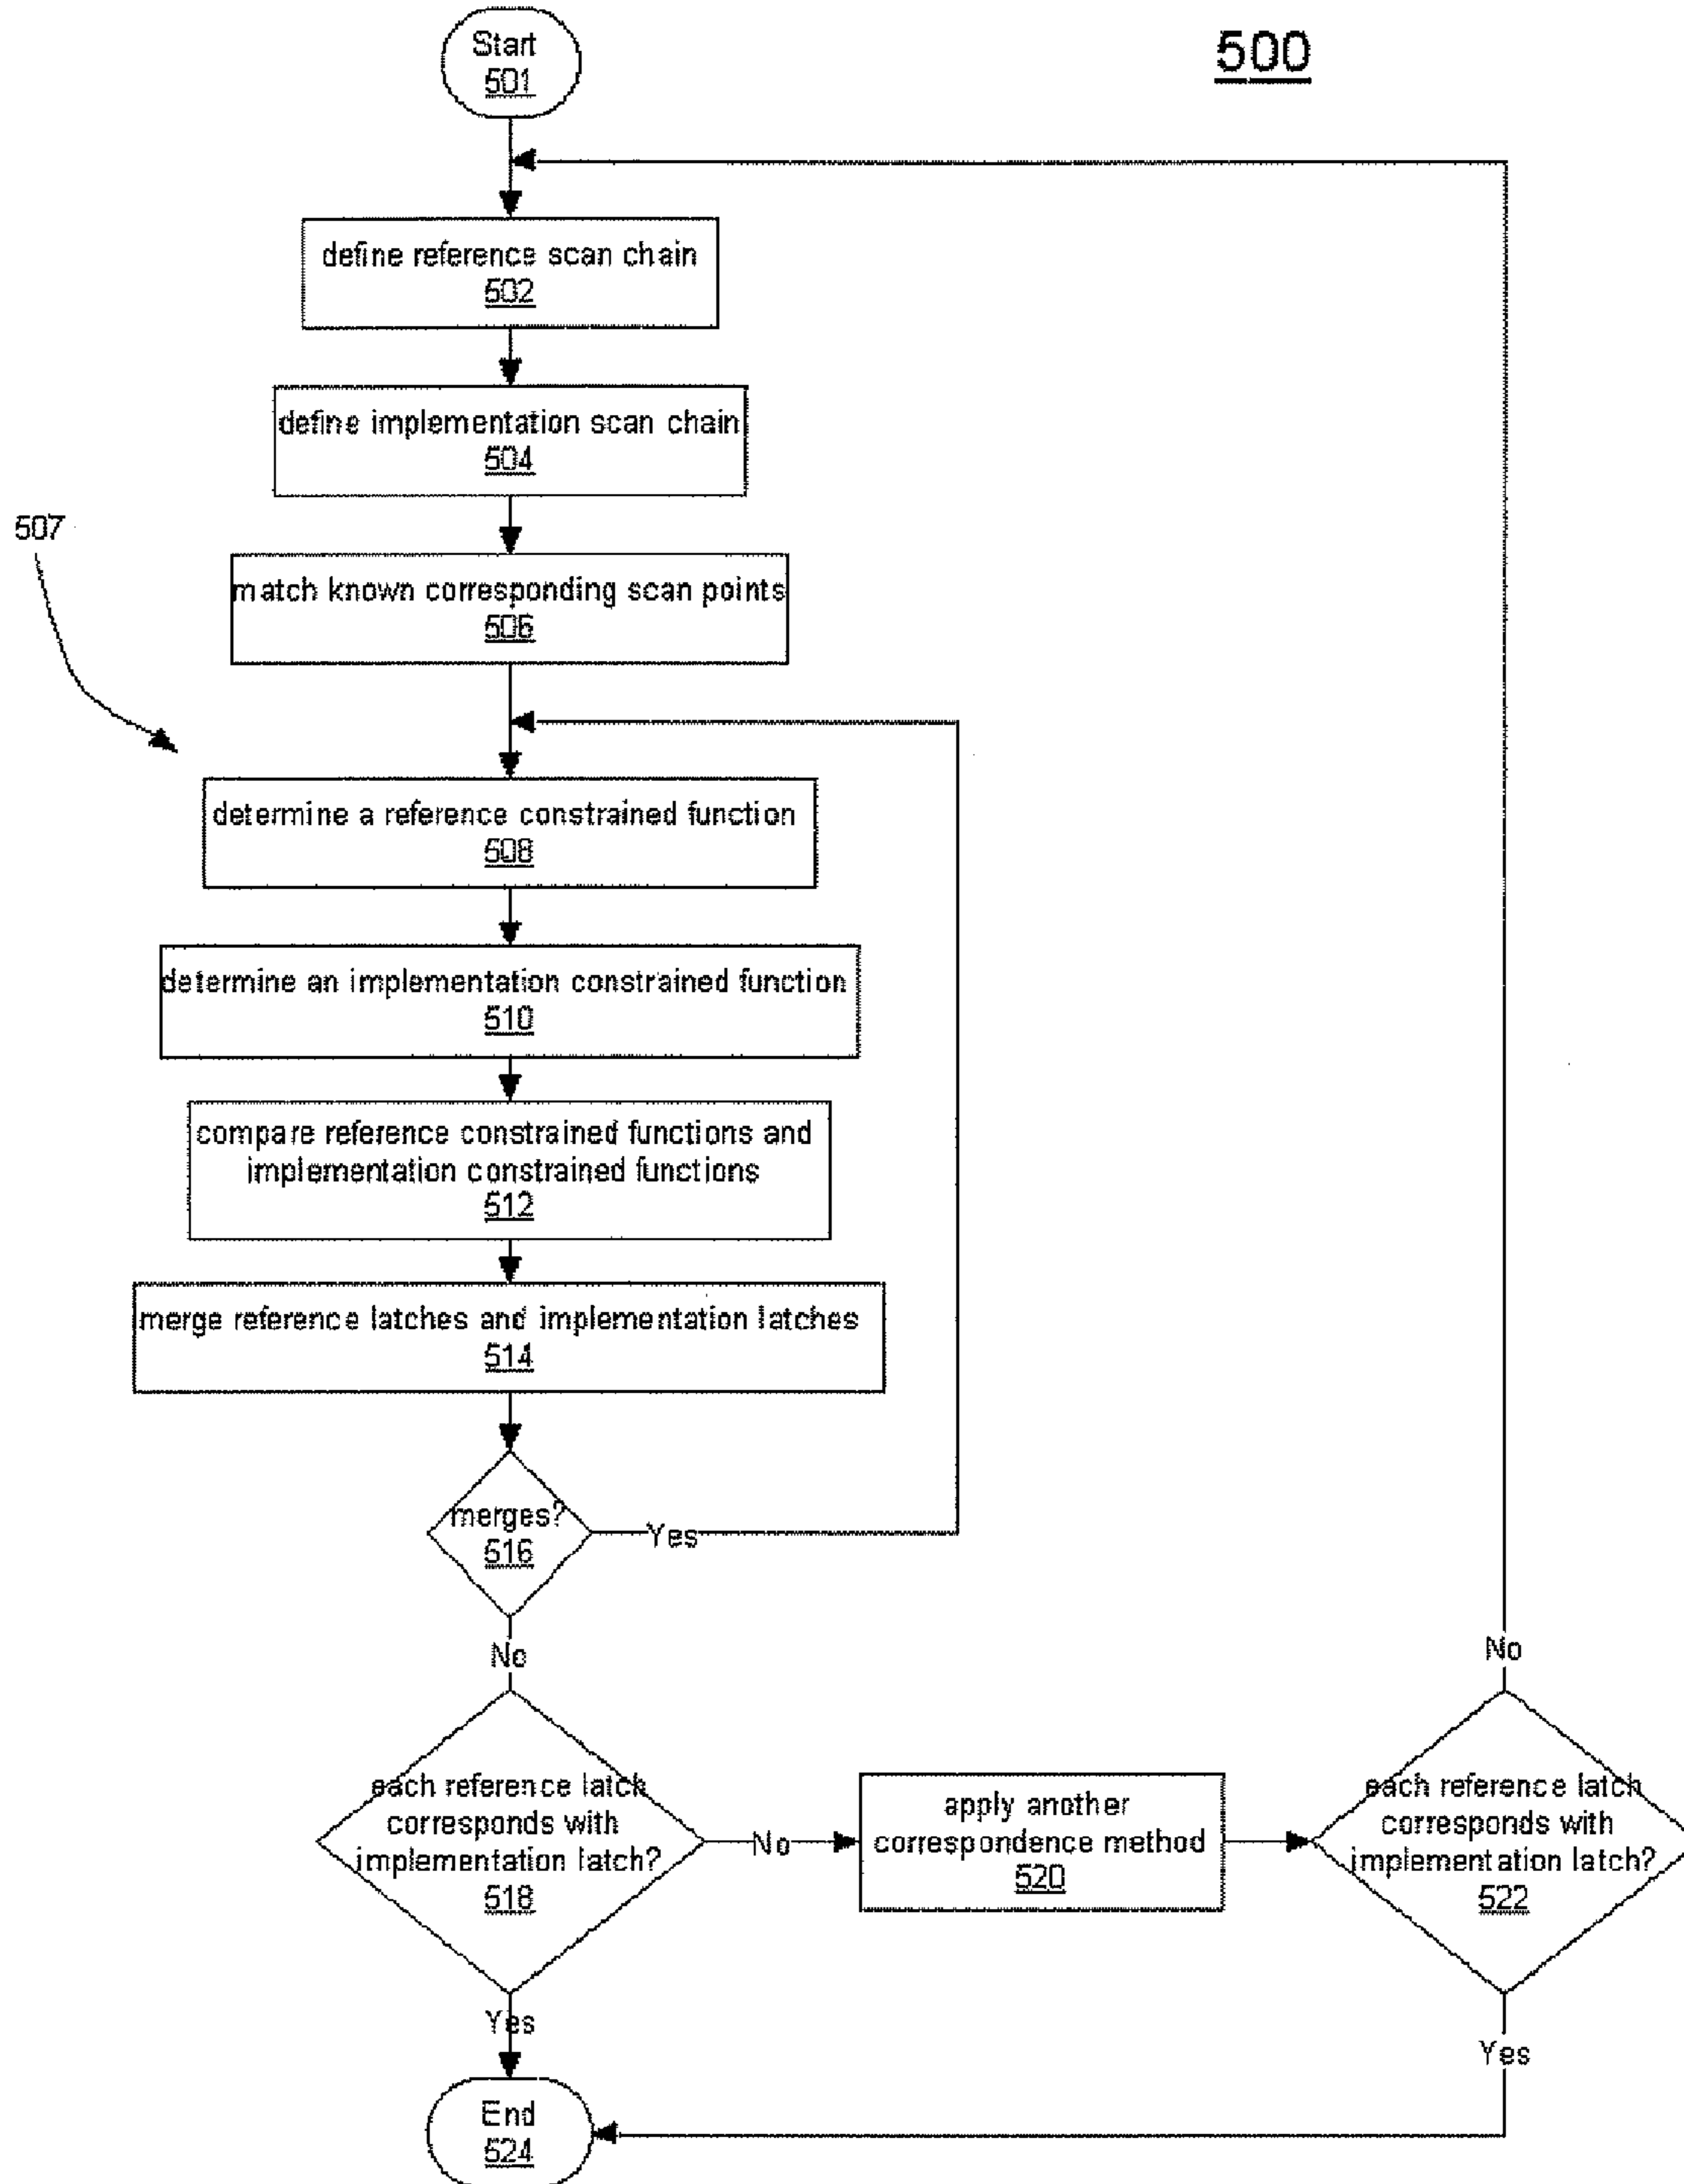 500
Start
501
define reference scan chain
502
define implementation scan chain
504
match known corresponding scan points
506
507
determine a reference constrained function
508
determine an implementation constrained function
510
compare reference constrained functions and
implementation constrained functions
512
merge reference latches and implementation latches
514
merges?
516
Yes
No
each reference latch
corresponds with
implementation latch?
518
No
apply another
correspondence method
520
each reference latch
corresponds with
implementation latch?
522
No
Yes
Yes
End
524